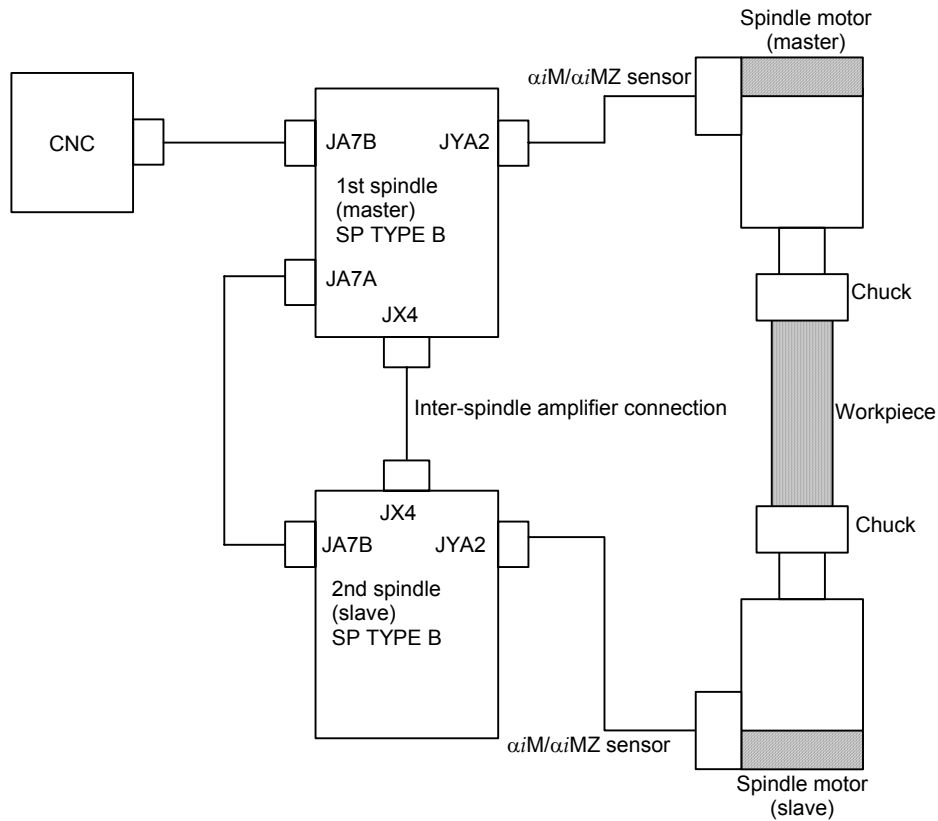 Spindle motor
(master)
αiM/αiMZ sensor
CNC
JA7B
JYA2
1st spindle
(master)
SP TYPE B
JA7A
JX4
Chuck
Inter-spindle amplifier connection
Workpiece
JX4
JA7B
JYA2
Chuck
2nd spindle
(slave)
SP TYPE B
αiM/αiMZ sensor
Spindle motor
(slave)